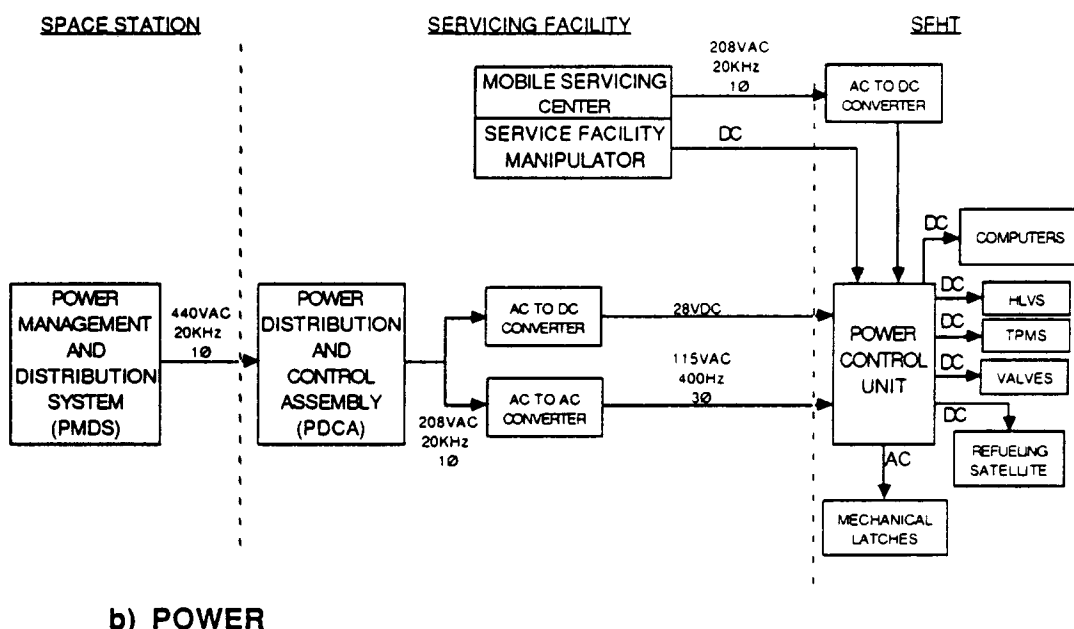 SPACE STATION
SERVICING FACILITY
SFHT
MOBILE SERVICING
CENTER
SERVICE FACILITY
MANIPULATOR
208VAC
20KHz
1Ø
DC
AC TO DC
CONVERTER
POWER
MANAGEMENT
AND
DISTRIBUTION
SYSTEM
(PMDS)
440VAC
20KHz
1Ø
POWER
DISTRIBUTION
AND
CONTROL
ASSEMBLY
(PDCA)
208VAC
20KHz
1Ø
AC TO DC
CONVERTER
28VDC
AC TO AC
CONVERTER
115VAC
400Hz
3Ø
POWER
CONTROL
UNIT
DC
COMPUTERS
DC
HLVS
DC
TPMS
DC
VALVES
DC
REFUELING
SATELLITE
AC
MECHANICAL
LATCHES
b) POWER